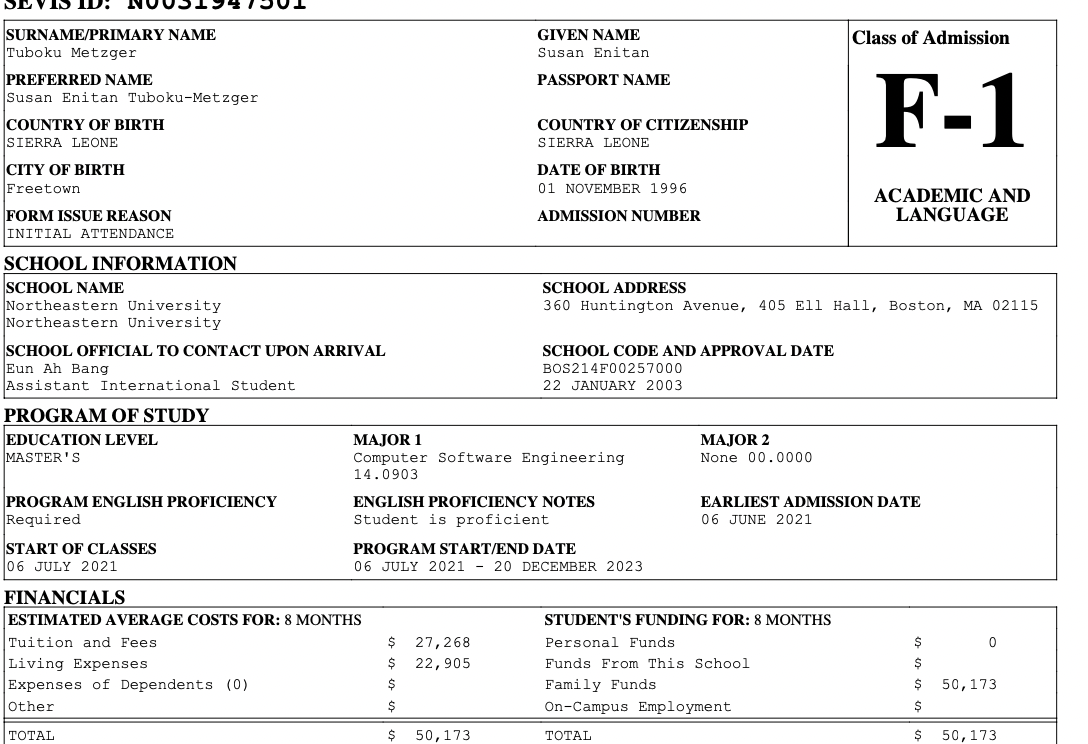 SEVIS ID: N0031947501
SURNAME/PRIMARY NAME
Tuboku Metzger
GIVEN NAME
Susan Enitan
Class of Admission
PREFERRED NAME
Susan Enitan Tuboku-Metzger
PASSPORT NAME
F-1
COUNTRY OF BIRTH
SIERRA LEONE
COUNTRY OF CITIZENSHIP
SIERRA LEONE
CITY OF BIRTH
Freetown
DATE OF BIRTH
01 NOVEMBER 1996
ACADEMIC AND
LANGUAGE
FORM ISSUE REASON
INITIAL ATTENDANCE
ADMISSION NUMBER
SCHOOL INFORMATION
SCHOOL NAME
Northeastern University
Northeastern University
SCHOOL ADDRESS
360 Huntington Avenue, 405 Ell Hall, Boston, MA 02115
SCHOOL OFFICIAL TO CONTACT UPON ARRIVAL
Eun Ah Bang
Assistant International Student
SCHOOL CODE AND APPROVAL DATE
BOS214F00257000
22 JANUARY 2003
PROGRAM OF STUDY
EDUCATION LEVEL
MASTER'S
MAJOR 1
Computer Software Engineering
14.0903
MAJOR 2
None 00.0000
PROGRAM ENGLISH PROFICIENCY
Required
ENGLISH PROFICIENCY NOTES
Student is proficient
EARLIEST ADMISSION DATE
06 JUNE 2021
START OF CLASSES
06 JULY 2021
PROGRAM START/END DATE
06 JULY 2021 - 20 DECEMBER 2023
FINANCIALS
ESTIMATED AVERAGE COSTS FOR: 8 MONTHS
STUDENT'S FUNDING FOR: 8 MONTHS
Tuition and Fees $ 27,268 Personal Funds $ 0
Living Expenses $ 22,905 Funds From This School $
Expenses of Dependents (0) $ Family Funds $ 50,173
Other $ On-Campus Employment $
TOTAL $ 50,173 TOTAL $ 50,173